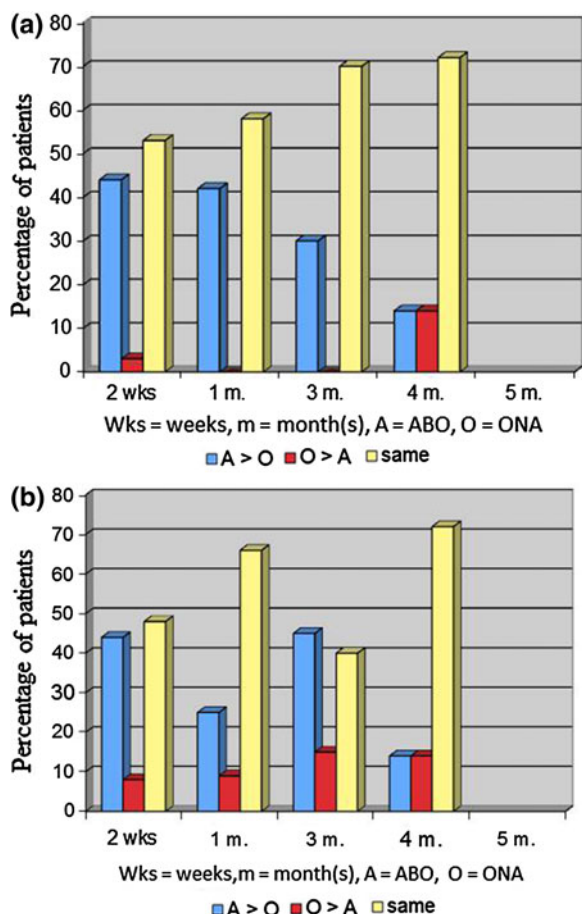 (a)
Percentage of patients
80
70
60
50
40
30
20
10
0
2 wks 1 m. 3 m. 4 m. 5 m.
Wks = weeks, m = month(s), A = ABO, O = ONA
A > O O > A same
(b)
Percentage of patients
80
70
60
50
40
30
20
10
0
2 wks 1 m. 3 m. 4 m. 5 m.
Wks = weeks,m = month(s), A = ABO, O = ONA
A > O O > A same